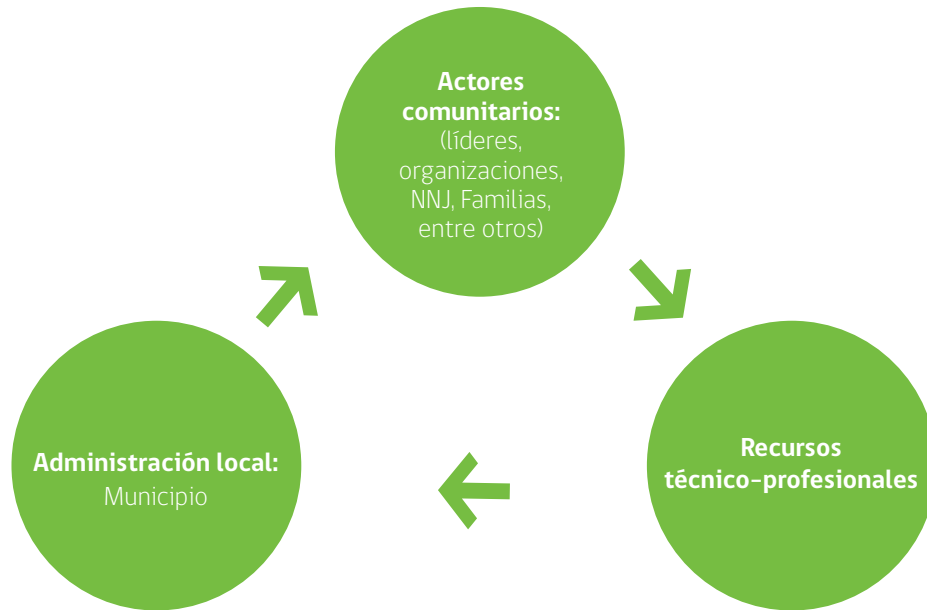 Actores
comunitarios:
(líderes,
organizaciones,
NNJ, Familias,
entre otros)
Administración local:
Municipio
Recursos
técnico-profesionales